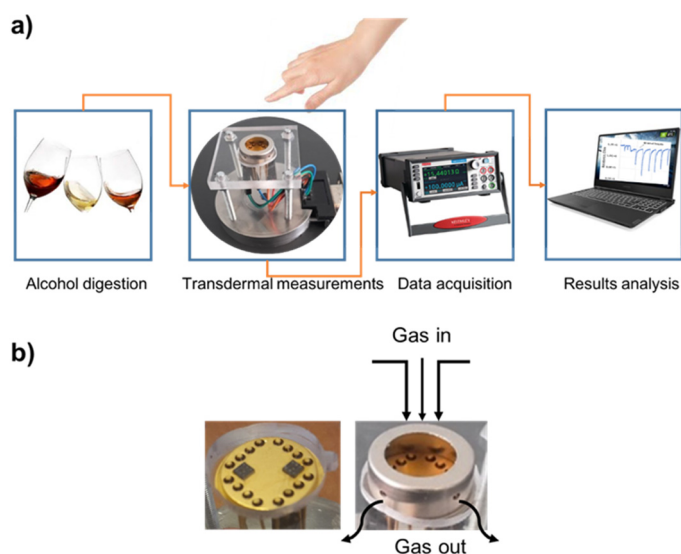 a)
Alcohol digestion
Transdermal measurements
Data acquisition
Results analysis
b)
Gas in
Gas out